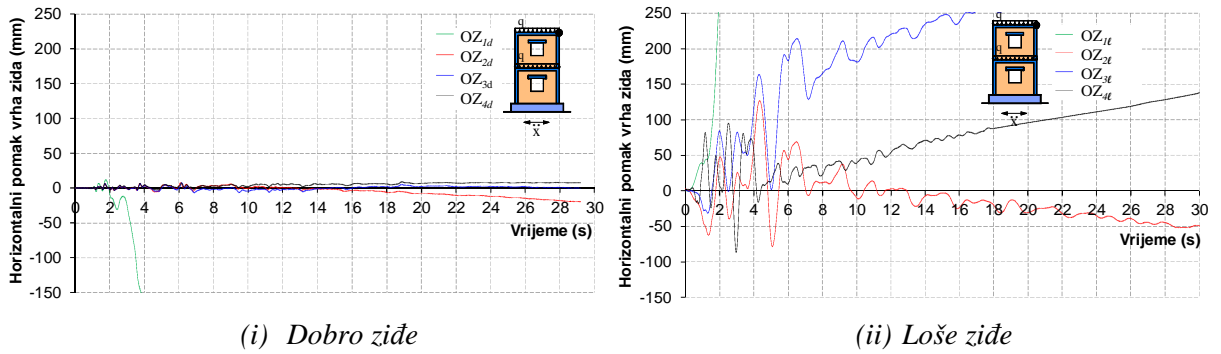 Horizontalni pomak vrha zida (mm)
250
200
150
100
50
0
-50
-100
-150
0 2 4 6 8 10 12 14 16 18 20 22 24 26 28 30
Vrijeme (s)
OZ1d
OZ2d
OZ3d
OZ4d
q
q
ẍ
(i) Dobro ziđe
Horizontalni pomak vrha zida (mm)
250
200
150
100
50
0
-50
-100
-150
0 2 4 6 8 10 12 14 16 18 20 22 24 26 28 30
Vrijeme (s)
OZ1ℓ
OZ2ℓ
OZ3ℓ
OZ4ℓ
q
q
ẍ
(ii) Loše ziđe